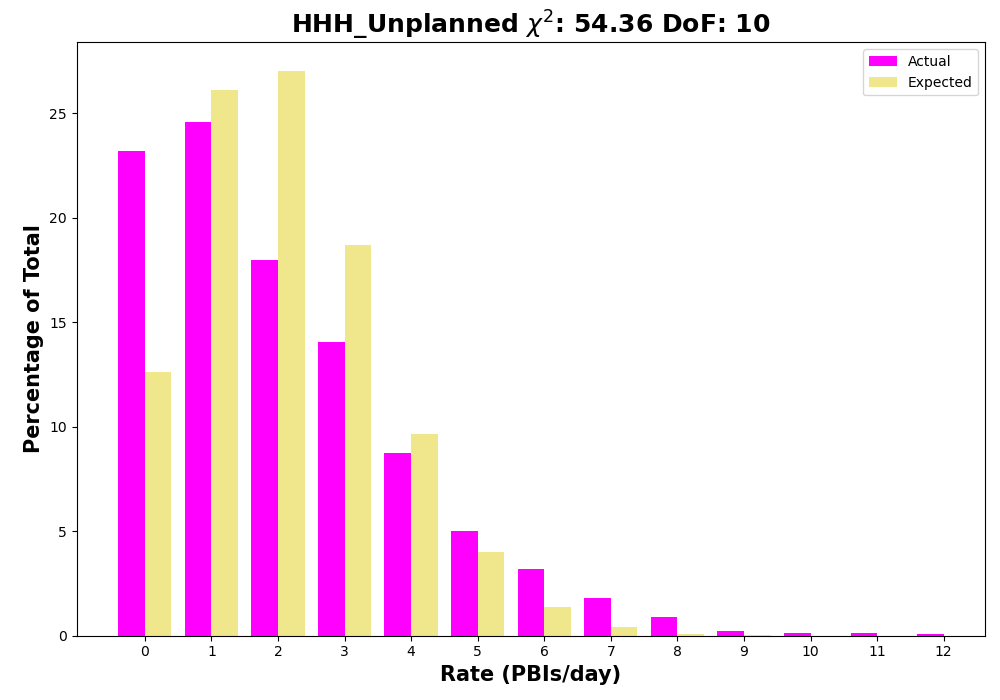 HHH_Unplanned χ²: 54.36 DoF: 10
Actual
Expected
25
20
15
10
5
0
Percentage of Total
0 1 2 3 4 5 6 7 8 9 10 11 12
Rate (PBIs/day)